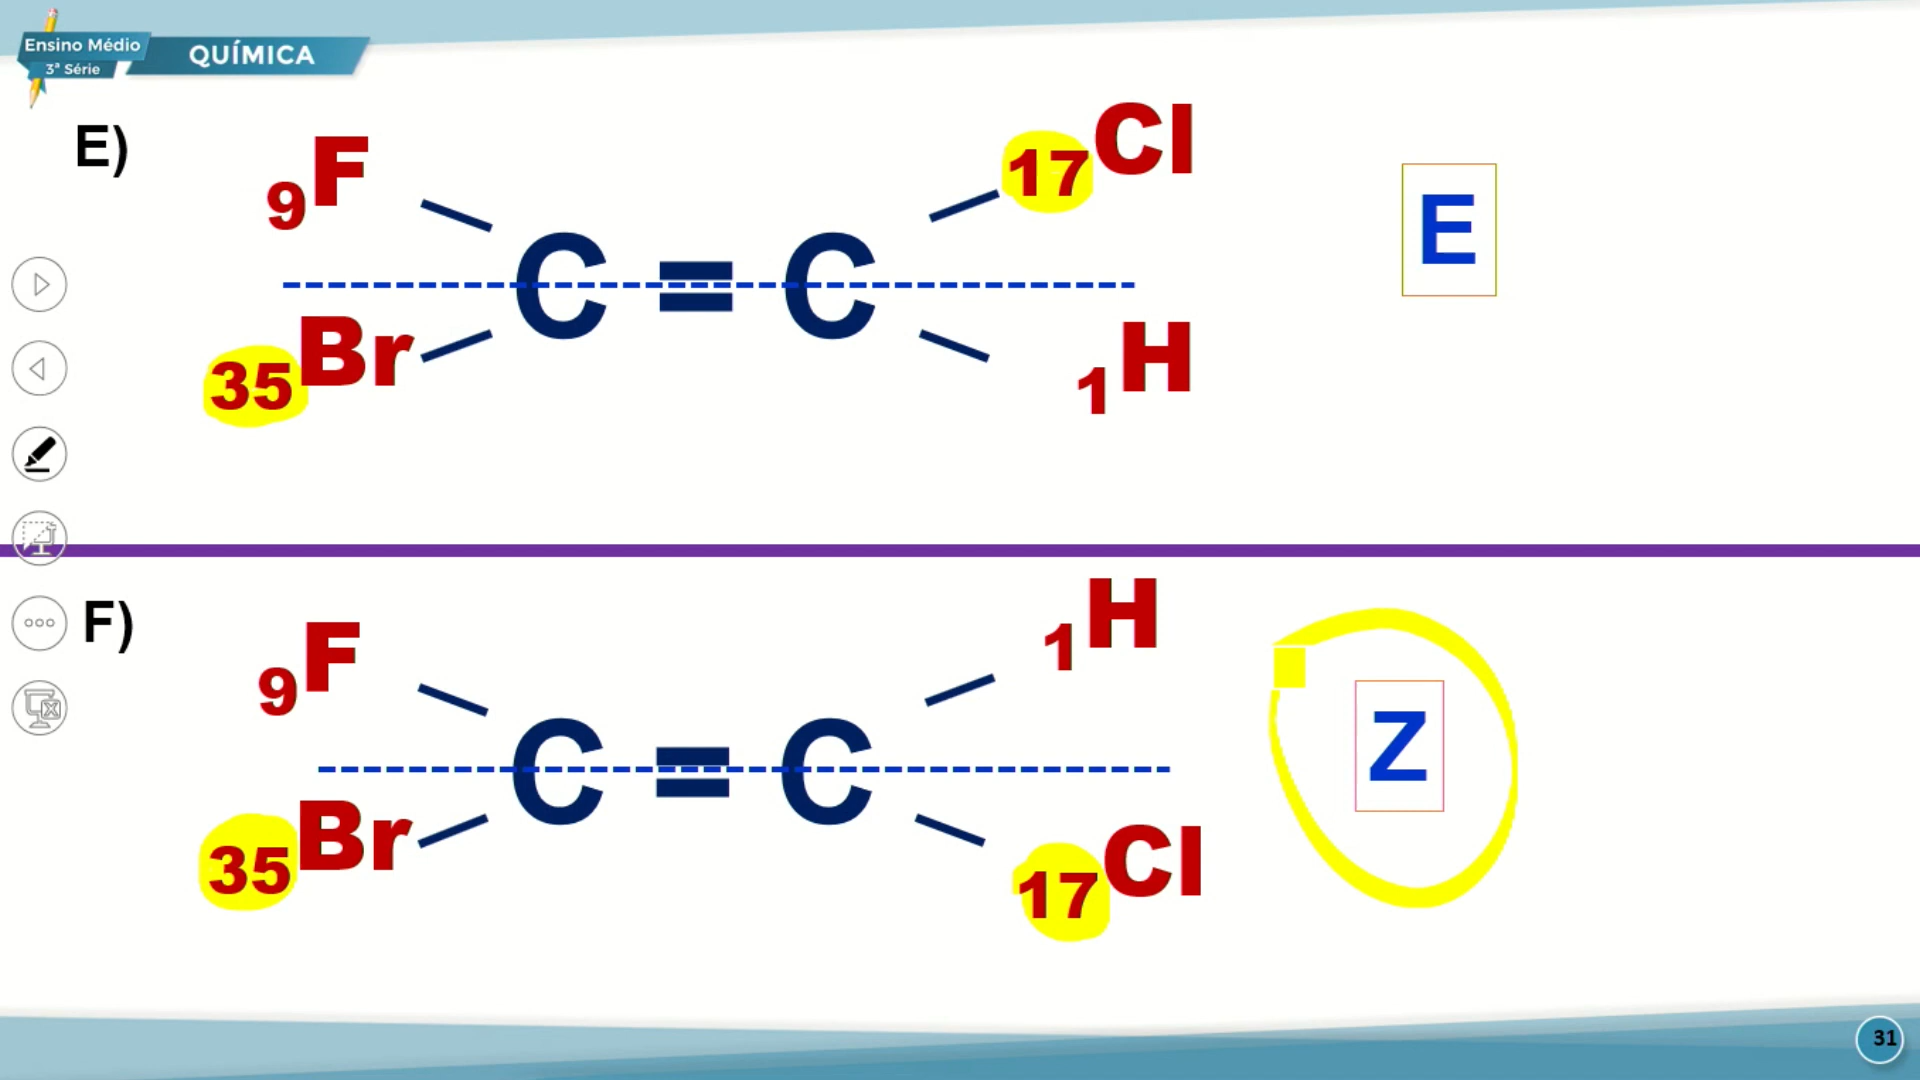 Ensino Médio
3ª Série
QUÍMICA
E)
9F
17Cl
E
C = C
35Br
1H
F)
9F
1H
C = C
Z
35Br
17Cl
31